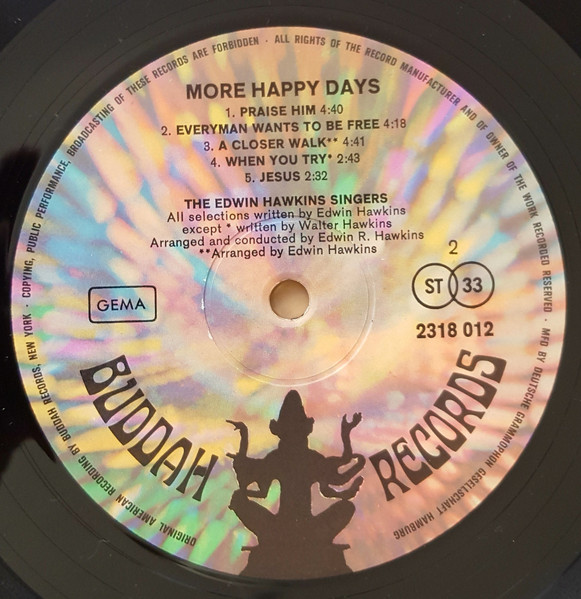 COPYING, PUBLIC PERFORMANCE, BROADCASTING OF THESE RECORDS ARE FORBIDDEN · ALL RIGHTS OF THE RECORD MANUFACTURER AND OF OWNER OF THE WORK RECORDED RESERVED · MFD BY DEUTSCHE GRAMMOPHON GESELLSCHAFT HAMBURG
MORE HAPPY DAYS
1. PRAISE HIM 4:40
2. EVERYMAN WANTS TO BE FREE 4:18
3. A CLOSER WALK** 4:41
4. WHEN YOU TRY* 2:43
5. JESUS 2:32
THE EDWIN HAWKINS SINGERS
All selections written by Edwin Hawkins
except * written by Walter Hawkins
Arranged and conducted by Edwin R. Hawkins
**Arranged by Edwin Hawkins
2
GEMA
ST 33
2318 012
BUDDAH RECORDS
ORIGINAL AMERICAN RECORDING BY BUDDAH RECORDS, NEW YORK ·